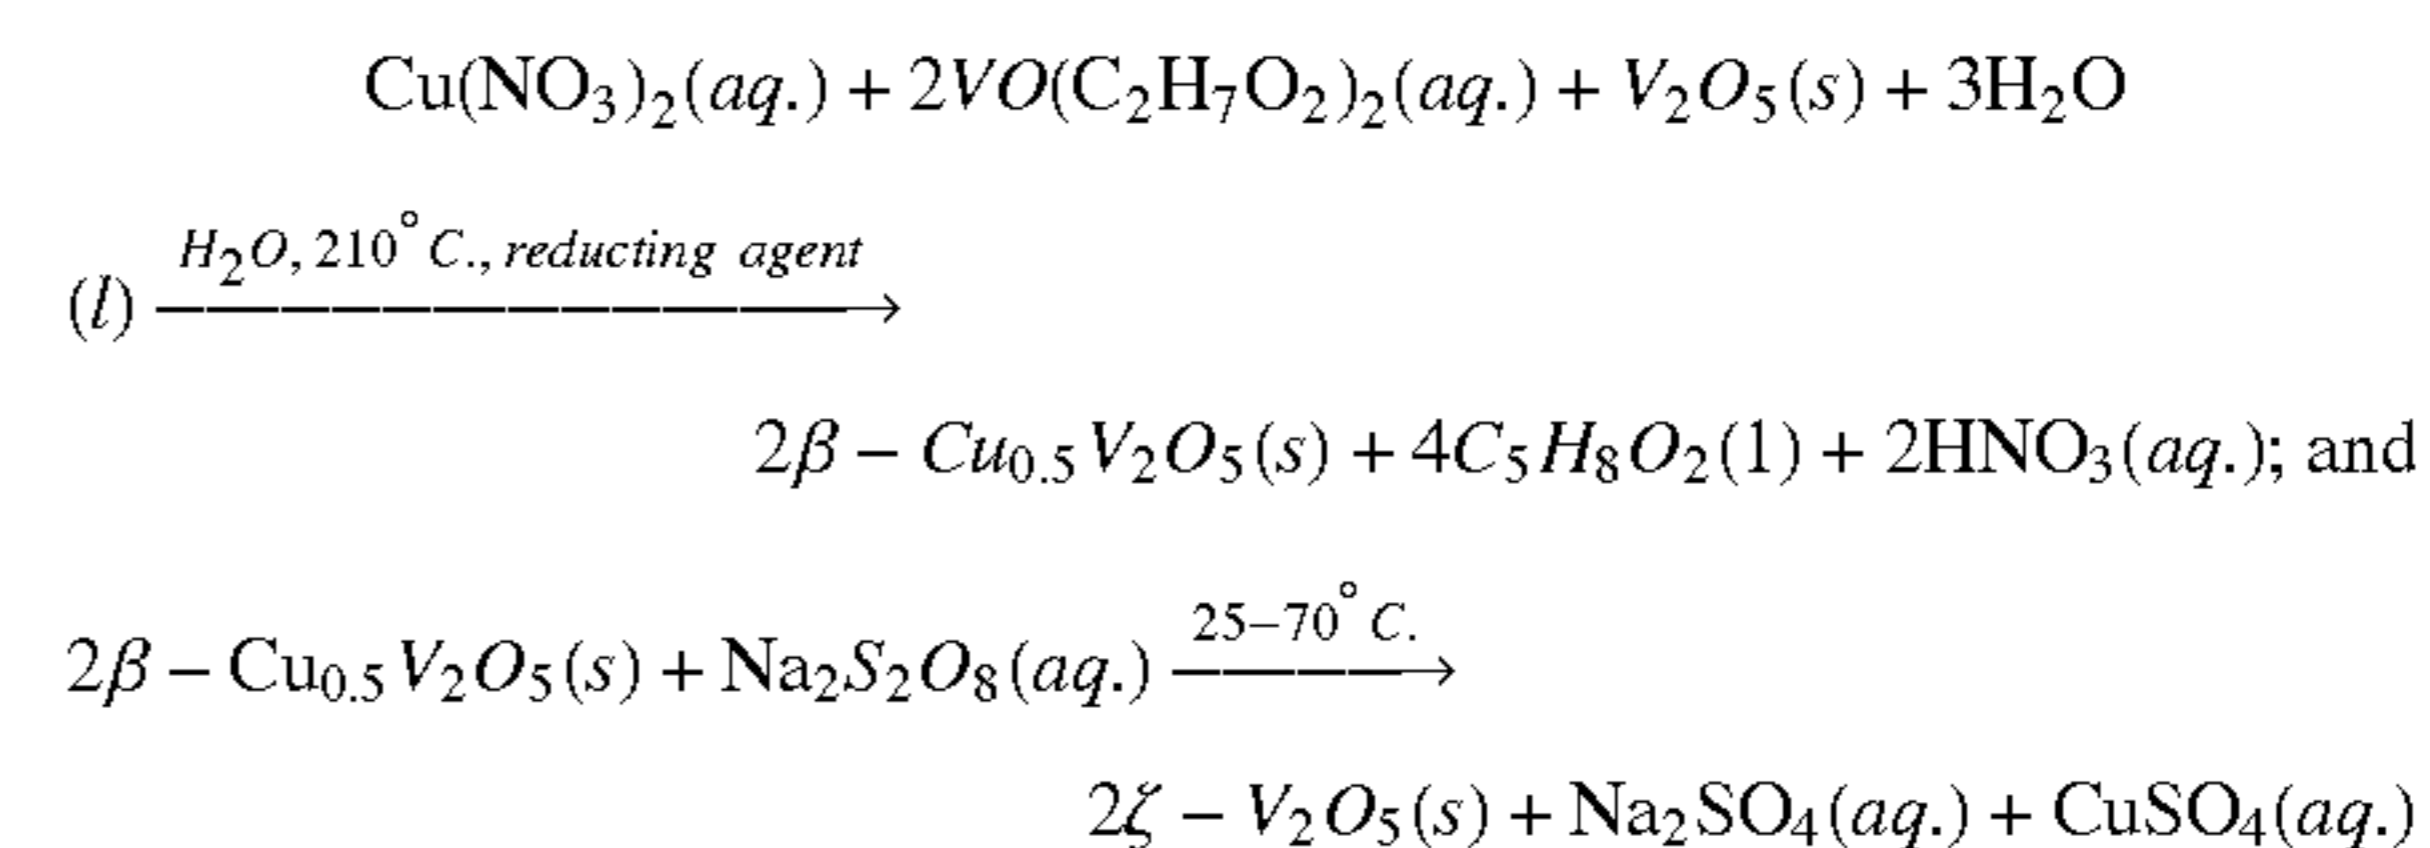 Cu(NO₃)₂(aq.) + 2VO(C₂H₇O₂)₂(aq.) + V₂O₅(s) + 3H₂O
H₂O, 210° C., reducting agent
(l) ⟶
2β − Cu₀.₅V₂O₅(s) + 4C₅H₈O₂(1) + 2HNO₃(aq.); and
25–70° C.
2β − Cu₀.₅V₂O₅(s) + Na₂S₂O₈(aq.) ⟶
2ζ − V₂O₅(s) + Na₂SO₄(aq.) + CuSO₄(aq.)